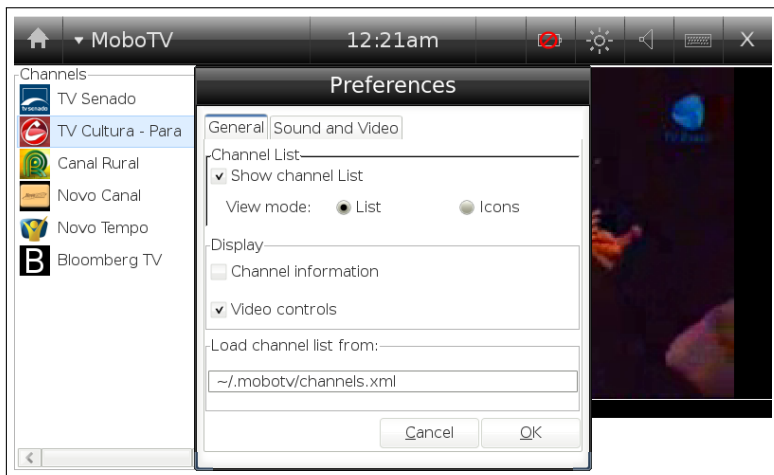 MoboTV
12:21am
X
Channels
TV Senado
TV Cultura - Para
Canal Rural
Novo Canal
Novo Tempo
B
Bloomberg TV
Preferences
General
Sound and Video
Channel List
Show channel List
View mode:
List
Icons
Display
Channel information
Video controls
Load channel list from:
~/.mobotv/channels.xml
Cancel
OK